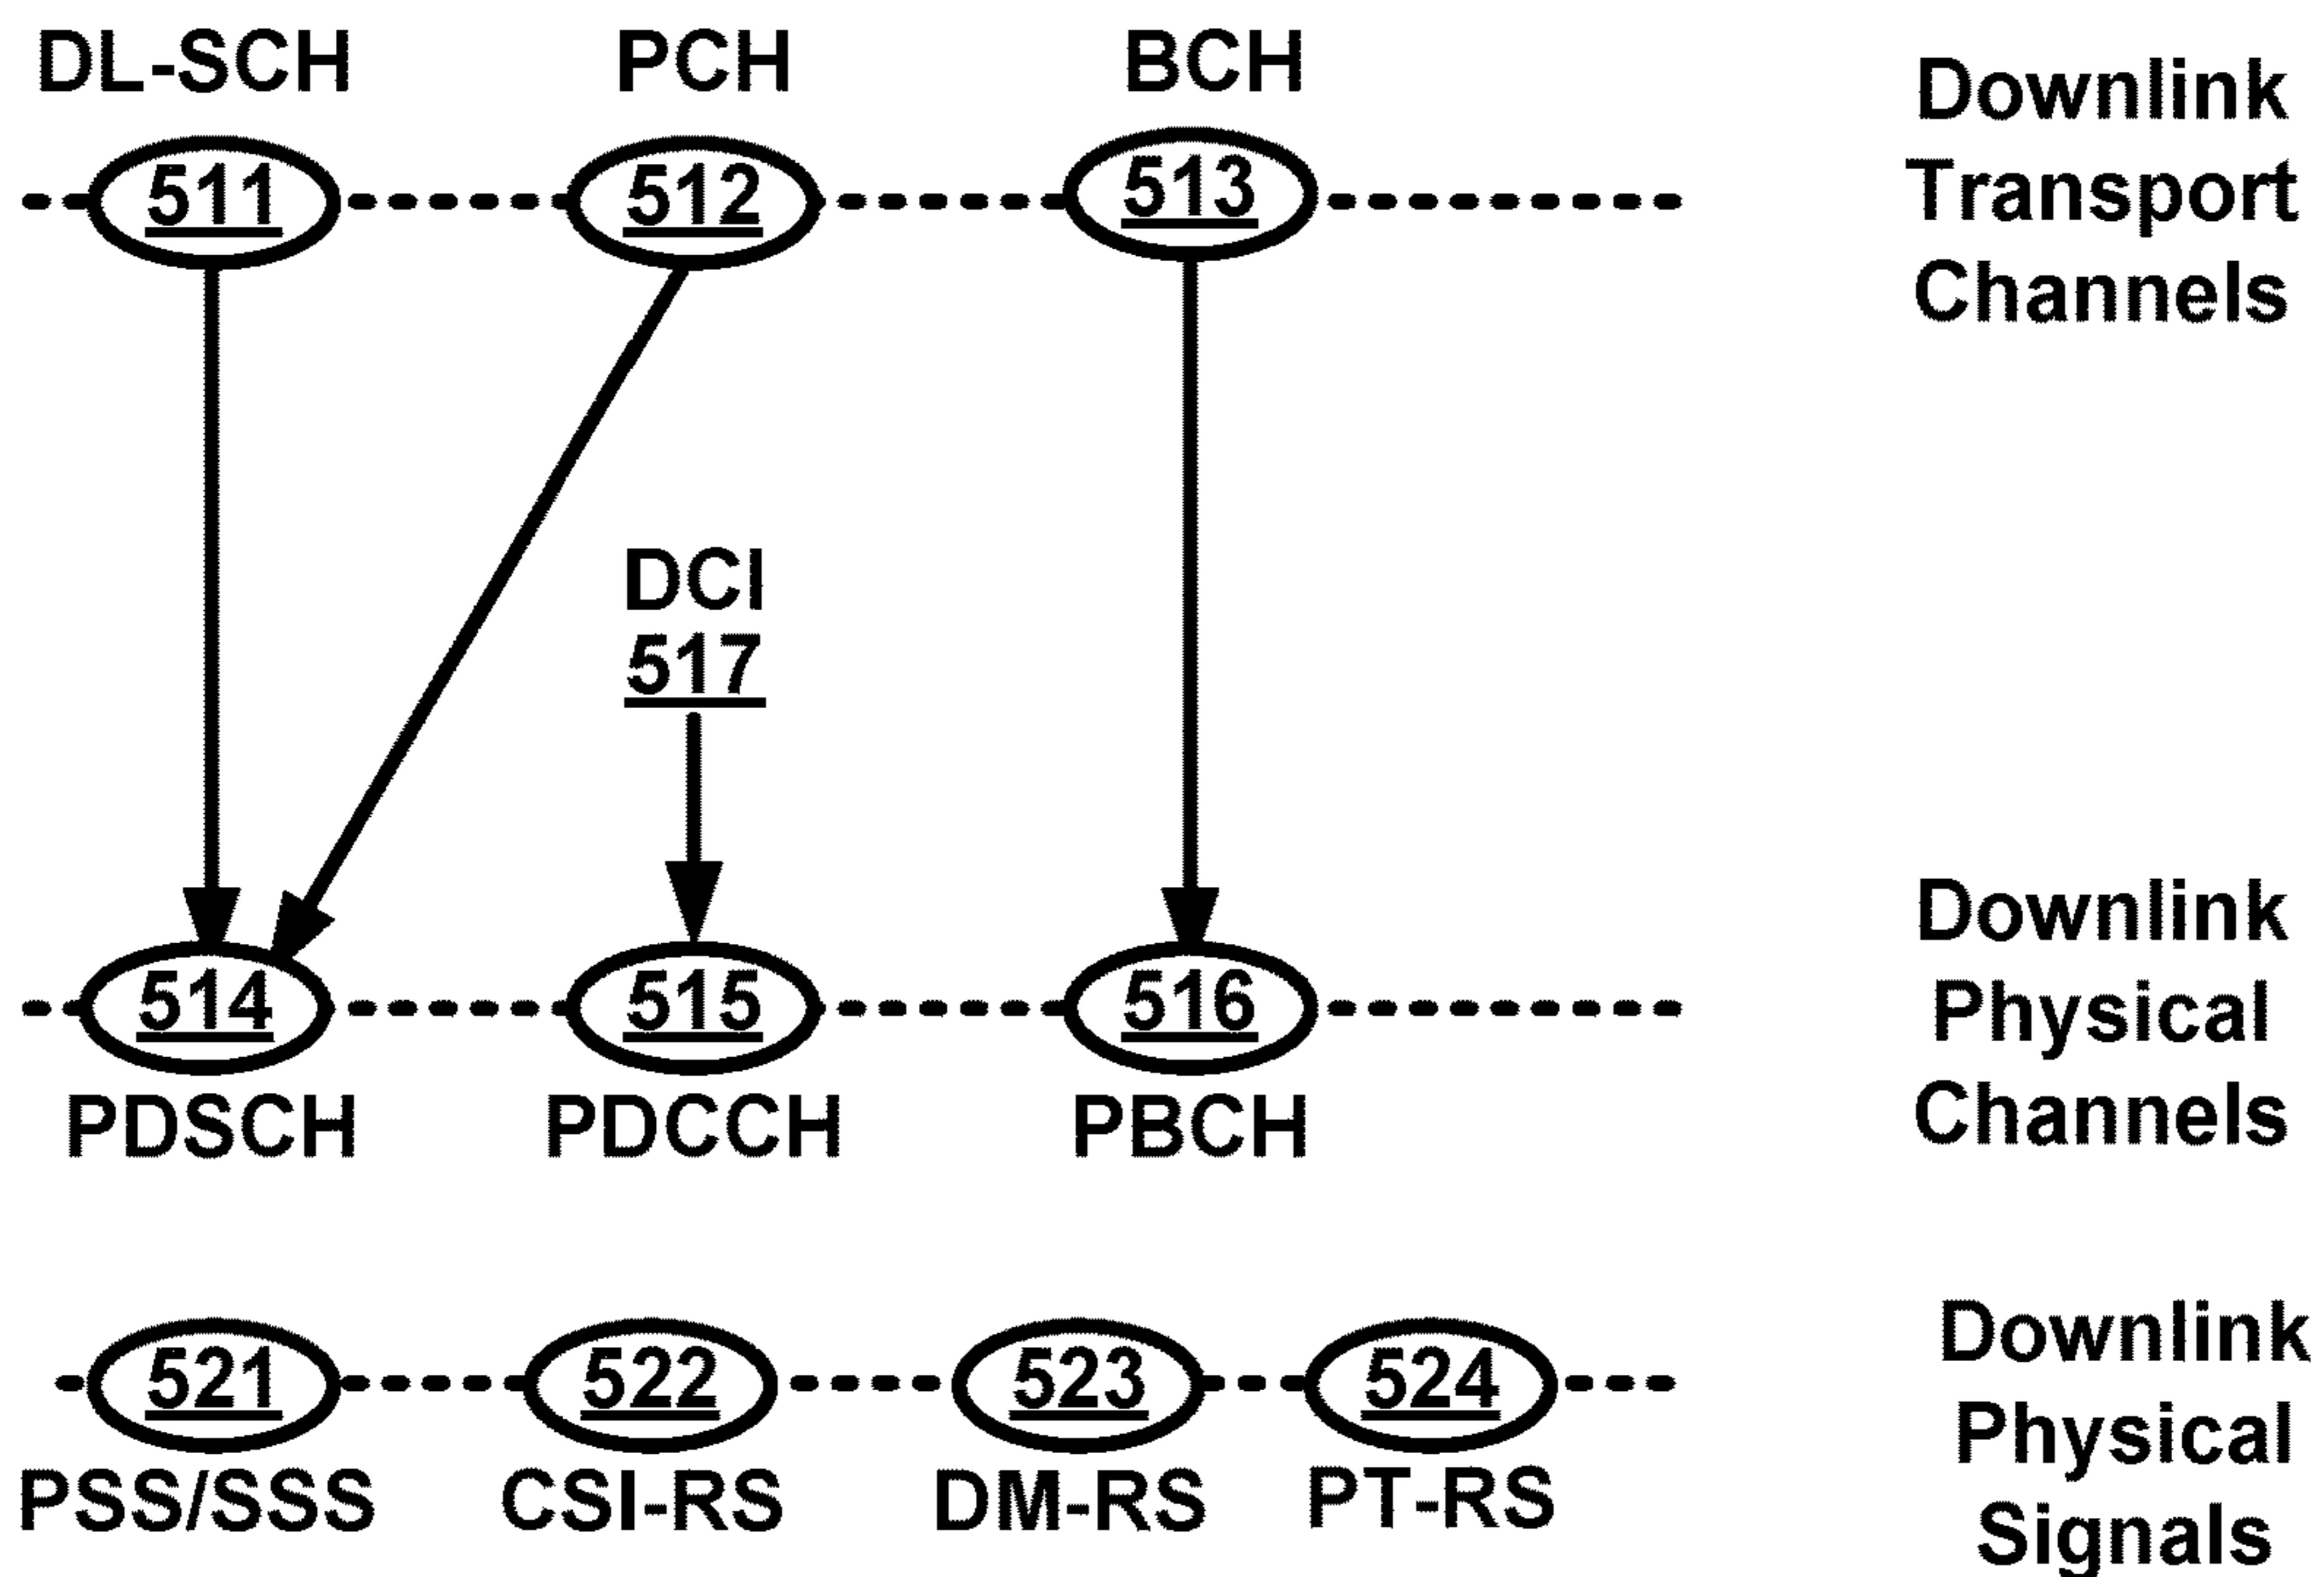 DL-SCH PCH BCH
511 512 513
Downlink
Transport
Channels
DCI
517
514 515 516
PDSCH PDCCH PBCH
Downlink
Physical
Channels
521 522 523 524
PSS/SSS CSI-RS DM-RS PT-RS
Downlink
Physical
Signals